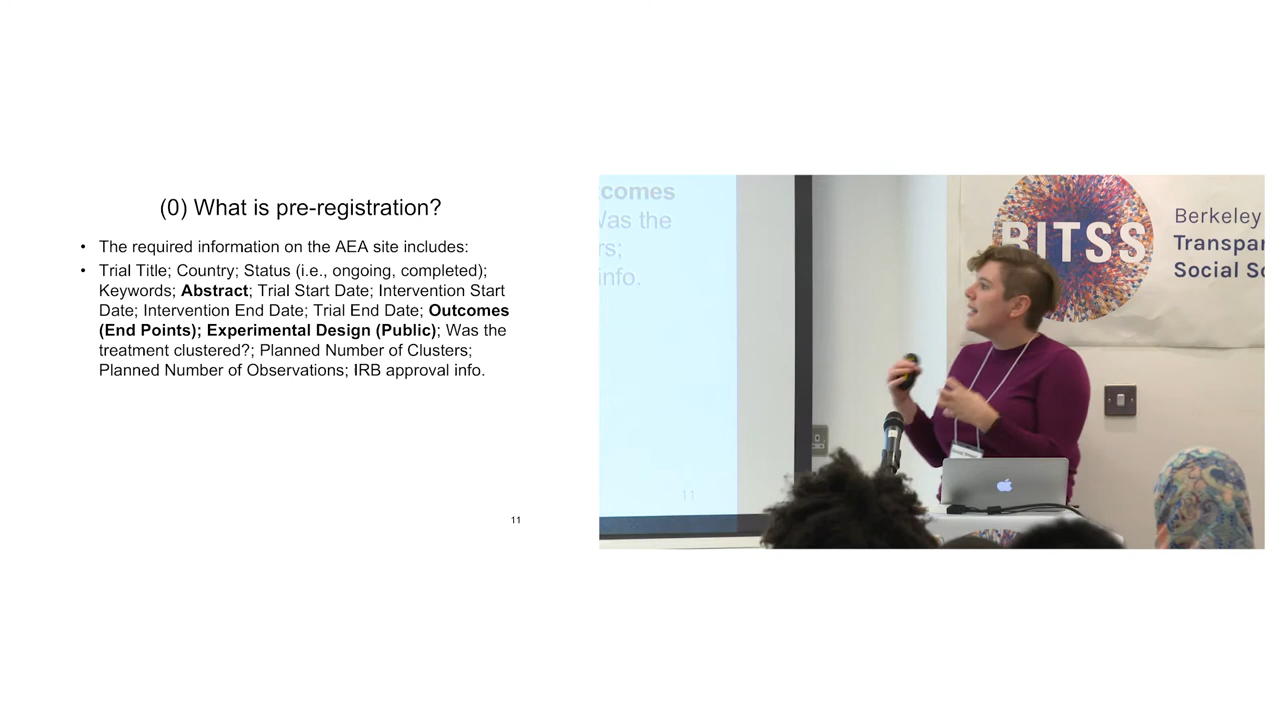 (0) What is pre-registration?
• The required information on the AEA site includes:
• Trial Title; Country; Status (i.e., ongoing, completed);
Keywords; Abstract; Trial Start Date; Intervention Start
Date; Intervention End Date; Trial End Date; Outcomes
(End Points); Experimental Design (Public); Was the
treatment clustered?; Planned Number of Clusters;
Planned Number of Observations; IRB approval info.
11
comes
Was the
rs;
info.
11
BITSS
Berkeley
Transpar
Social Sc